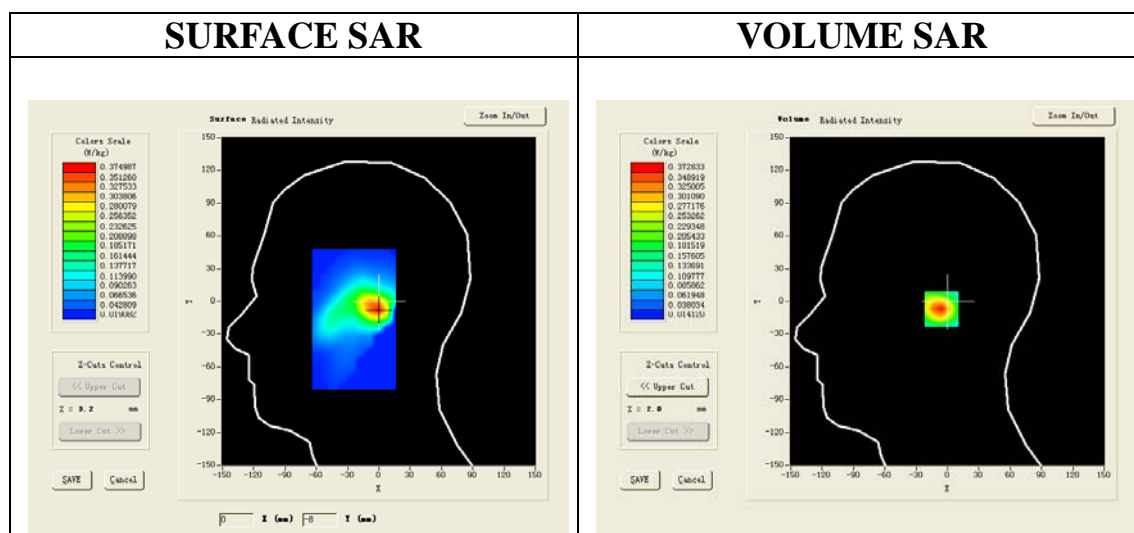 SURFACE SAR
VOLUME SAR
Surface Radiated Intensity
Zoom In/Out
Colors Scale
(W/kg)
0.374987
0.351260
0.327533
0.303806
0.280079
0.256352
0.232625
0.208898
0.185171
0.161444
0.137717
0.113990
0.090263
0.066536
0.042809
0.019082
150
120
90
60
30
0
-30
-60
-90
-120
-150
Y
-150 -120 -90 -60 -30 0 30 60 90 120 150
X
Z-Cuts Control
<< Upper Cut
mm
Lower Cut >>
SAVE
Cancel
0 X (mm) -8 Y (mm)
Volume Radiated Intensity
Zoom In/Out
Colors Scale
(W/kg)
0.372833
0.348919
0.325005
0.301090
0.277176
0.253262
0.229348
0.205433
0.181519
0.157605
0.133691
0.109777
0.085862
0.061948
0.038034
0.014120
150
120
90
60
30
0
-30
-60
-90
-120
-150
Y
-150 -120 -90 -60 -30 0 30 60 90 120 150
X
Z-Cuts Control
<< Upper Cut
mm
Lower Cut >>
SAVE
Cancel